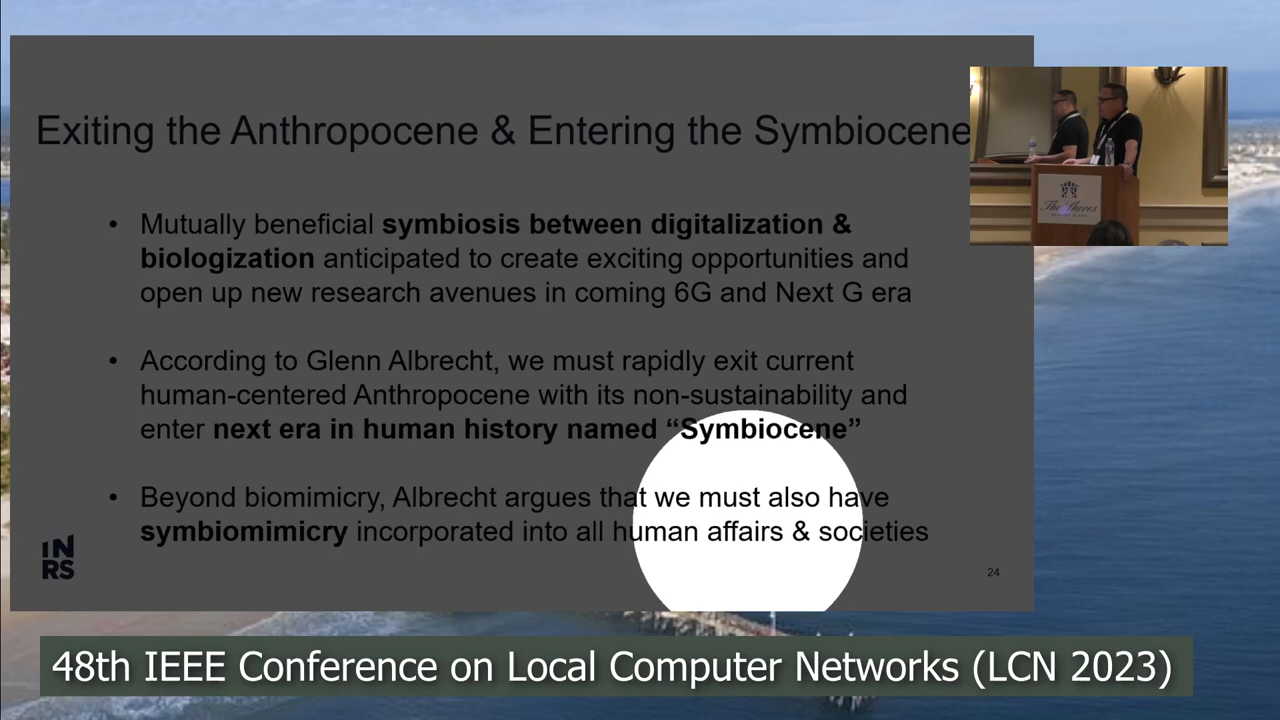 Exiting the Anthropocene & Entering the Symbiocene
• Mutually beneficial symbiosis between digitalization &
biologization anticipated to create exciting opportunities and
open up new research avenues in coming 6G and Next G era
• According to Glenn Albrecht, we must rapidly exit current
human-centered Anthropocene with its non-sustainability and
enter next era in human history named “Symbiocene”
• Beyond biomimicry, Albrecht argues that we must also have
symbiomimicry incorporated into all human affairs & societies
IN
RS
24
The Shores
48th IEEE Conference on Local Computer Networks (LCN 2023)